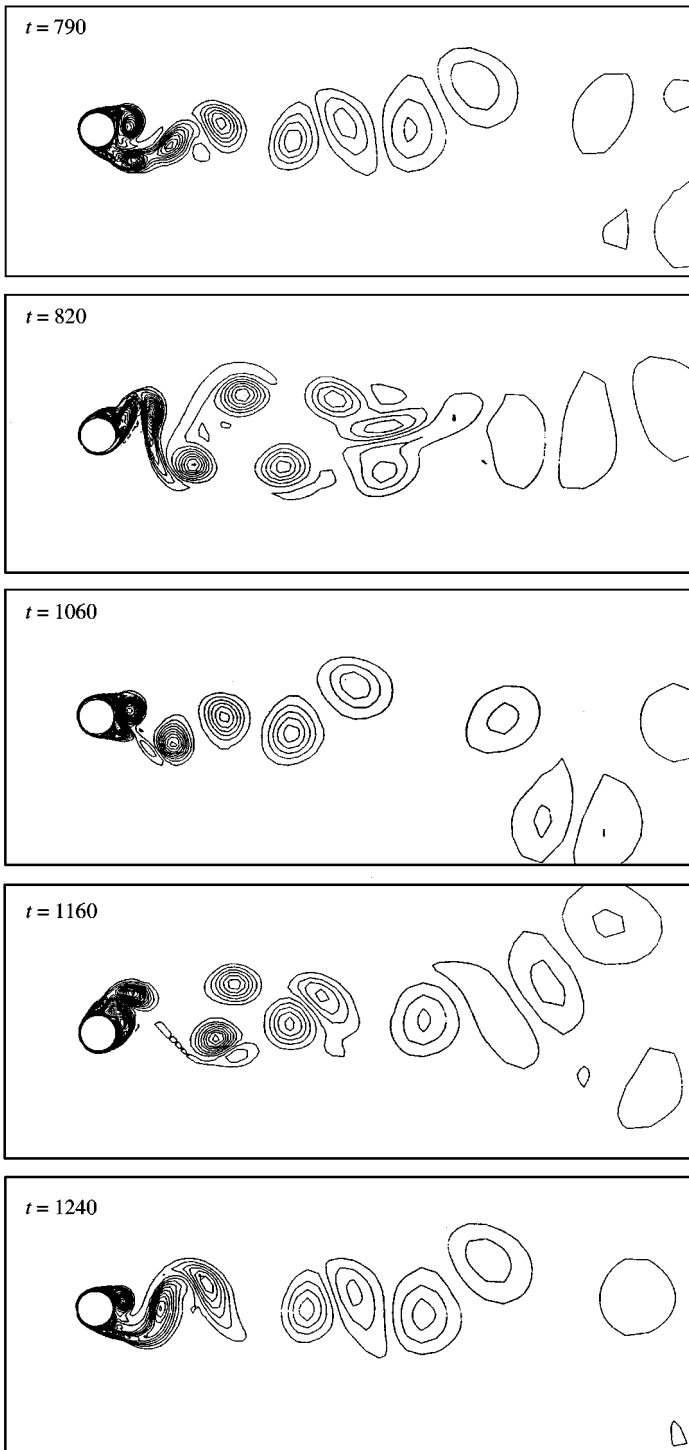 t = 790
t = 820
t = 1060
t = 1160
t = 1240